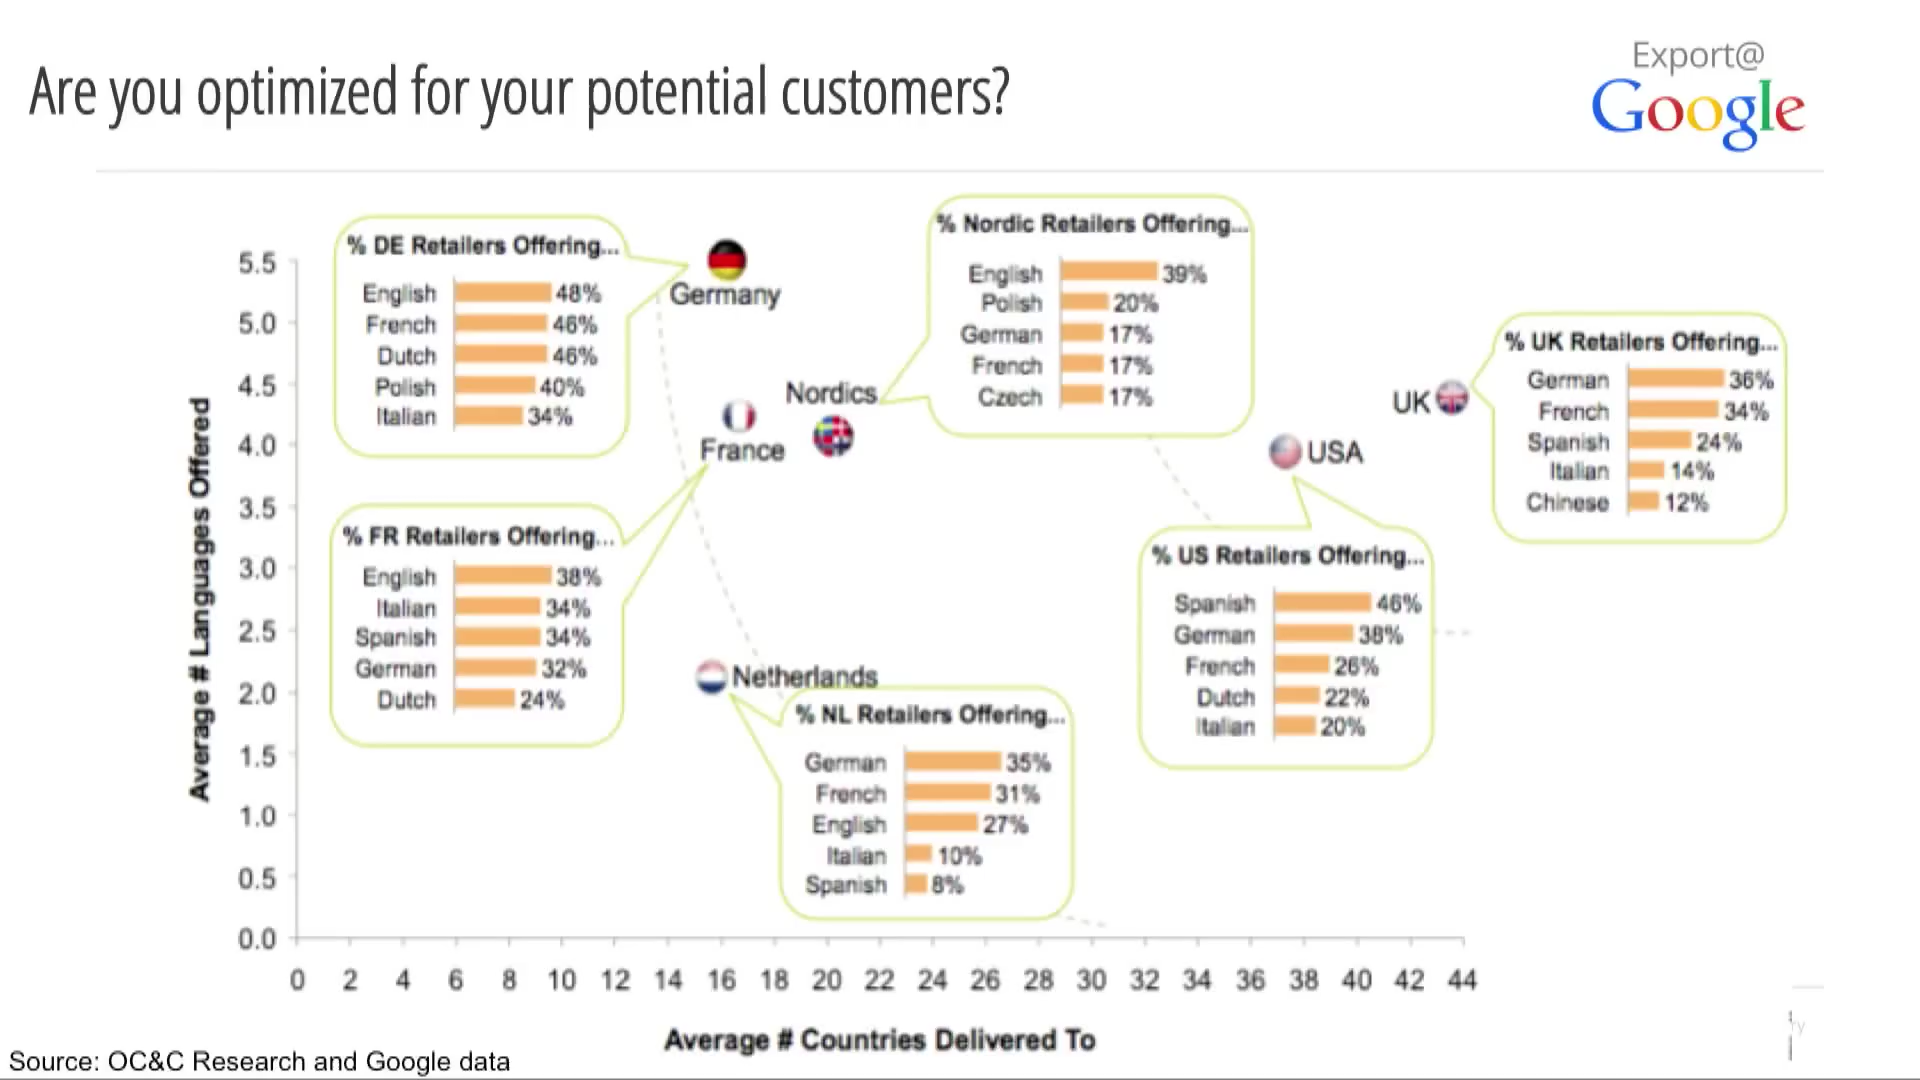 Are you optimized for your potential customers?
Export@
Google
% DE Retailers Offering...
English 48%
French 46%
Dutch 46%
Polish 40%
Italian 34%
Germany
% Nordic Retailers Offering...
English 39%
Polish 20%
German 17%
French 17%
Czech 17%
Nordics
France
% UK Retailers Offering...
German 36%
French 34%
Spanish 24%
Italian 14%
Chinese 12%
UK
USA
% FR Retailers Offering...
English 38%
Italian 34%
Spanish 34%
German 32%
Dutch 24%
% US Retailers Offering...
Spanish 46%
German 38%
French 26%
Dutch 22%
Italian 20%
Netherlands
% NL Retailers Offering...
German 35%
French 31%
English 27%
Italian 10%
Spanish 8%
Average # Languages Offered
5.5
5.0
4.5
4.0
3.5
3.0
2.5
2.0
1.5
1.0
0.5
0.0
0 2 4 6 8 10 12 14 16 18 20 22 24 26 28 30 32 34 36 38 40 42 44
Average # Countries Delivered To
Source: OC&C Research and Google data